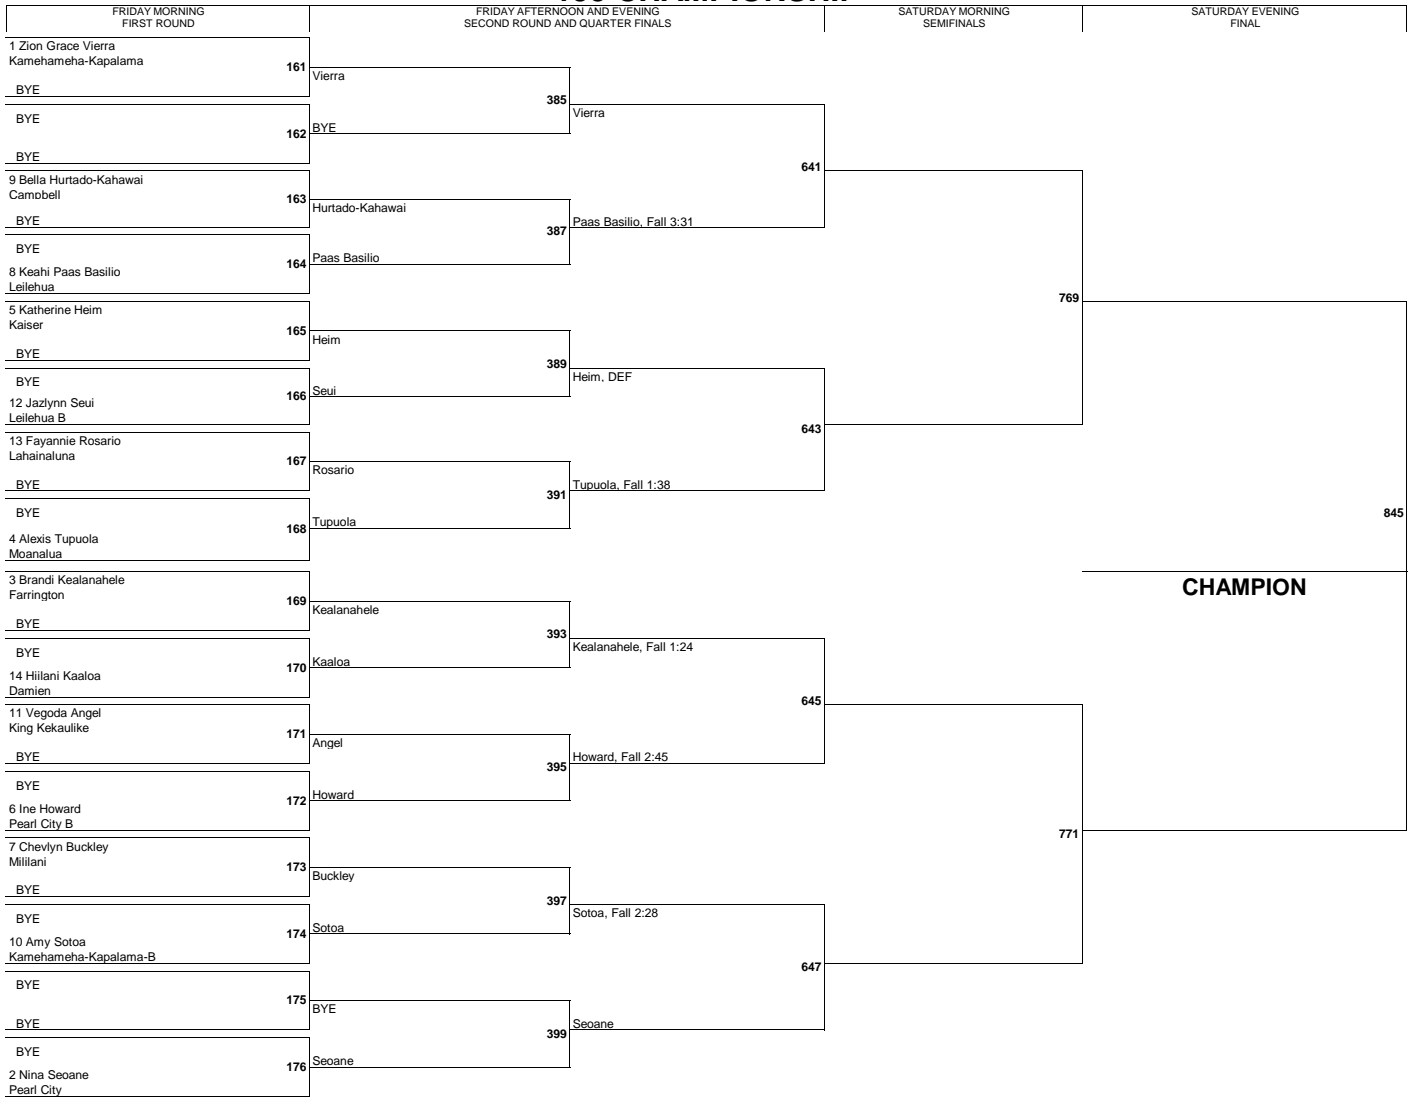 FRIDAY MORNING
FIRST ROUND
FRIDAY AFTERNOON AND EVENING
SECOND ROUND AND QUARTER FINALS
SATURDAY MORNING
SEMIFINALS
SATURDAY EVENING
FINAL
1 Zion Grace Vierra
Kamehameha-Kapalama
161
Vierra
BYE
385
Vierra
BYE
162
BYE
BYE
641
9 Bella Hurtado-Kahawai
Campbell
163
Hurtado-Kahawai
BYE
387
Paas Basilio, Fall 3:31
BYE
164
Paas Basilio
8 Keahi Paas Basilio
Leilehua
769
5 Katherine Heim
Kaiser
165
Heim
BYE
389
Heim, DEF
BYE
166
Seui
12 Jazlynn Seui
Leilehua B
643
13 Fayannie Rosario
Lahainaluna
167
Rosario
BYE
391
Tupuola, Fall 1:38
BYE
168
Tupuola
4 Alexis Tupuola
Moanalua
845
3 Brandi Kealanahele
Farrington
CHAMPION
169
Kealanahele
BYE
393
Kealanahele, Fall 1:24
BYE
170
Kaaloa
14 Hiilani Kaaloa
Damien
645
11 Vegoda Angel
King Kekaulike
171
Angel
BYE
395
Howard, Fall 2:45
BYE
172
Howard
6 Ine Howard
Pearl City B
771
7 Chevlyn Buckley
Mililani
173
Buckley
BYE
397
Sotoa, Fall 2:28
BYE
174
Sotoa
10 Amy Sotoa
Kamehameha-Kapalama-B
647
BYE
175
BYE
BYE
399
Seoane
BYE
176
Seoane
2 Nina Seoane
Pearl City